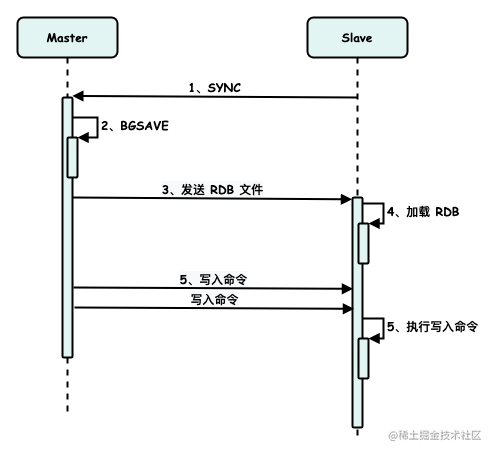 Master
Slave
1、SYNC
2、BGSAVE
3、发送 RDB 文件
4、加载 RDB
5、写入命令
写入命令
5、执行写入命令
@稀土掘金技术社区